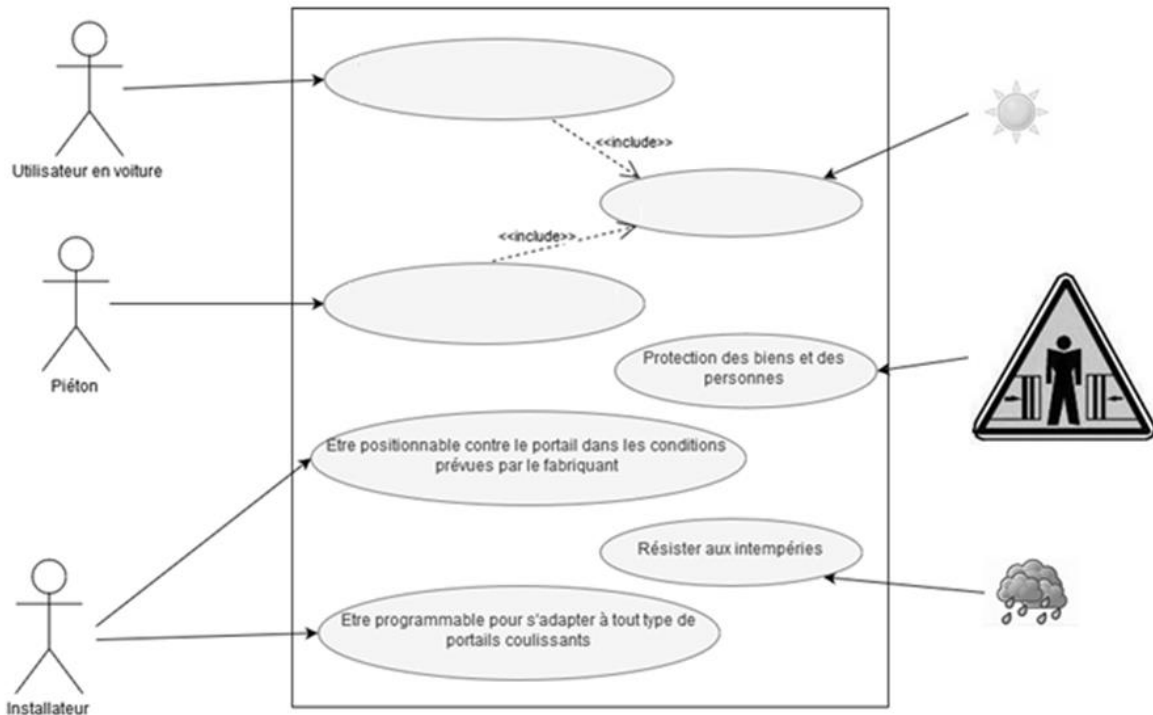 Utilisateur en voiture
<<include>>
<<include>>
Piéton
Protection des biens et des
personnes
Etre positionnable contre le portail dans les conditions
prévues par le fabriquant
Résister aux intempéries
Etre programmable pour s'adapter à tout type de
portails coulissants
Installateur